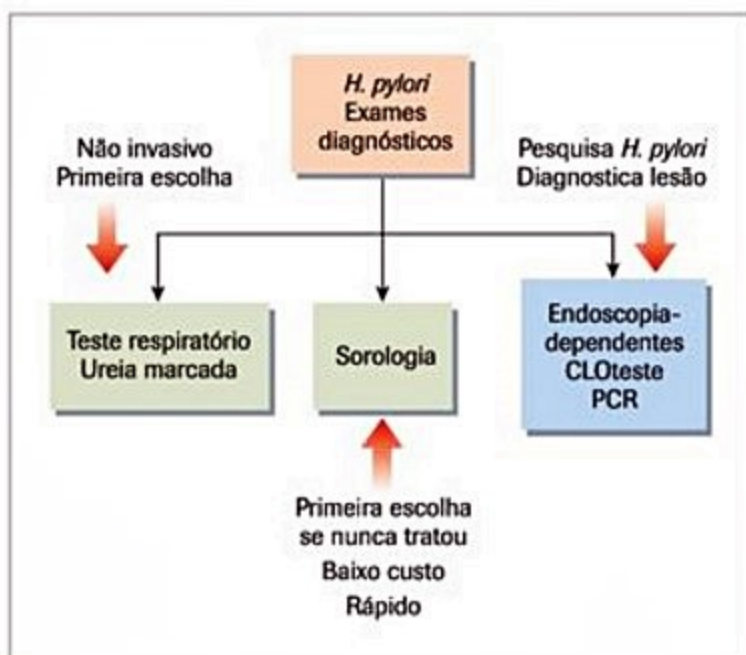 H. pylori
Exames
diagnósticos
Não invasivo
Primeira escolha
Pesquisa H. pylori
Diagnostica lesão
Teste respiratório
Ureia marcada
Sorologia
Endoscopia-
dependentes
CLOteste
PCR
Primeira escolha
se nunca tratou
Baixo custo
Rápido